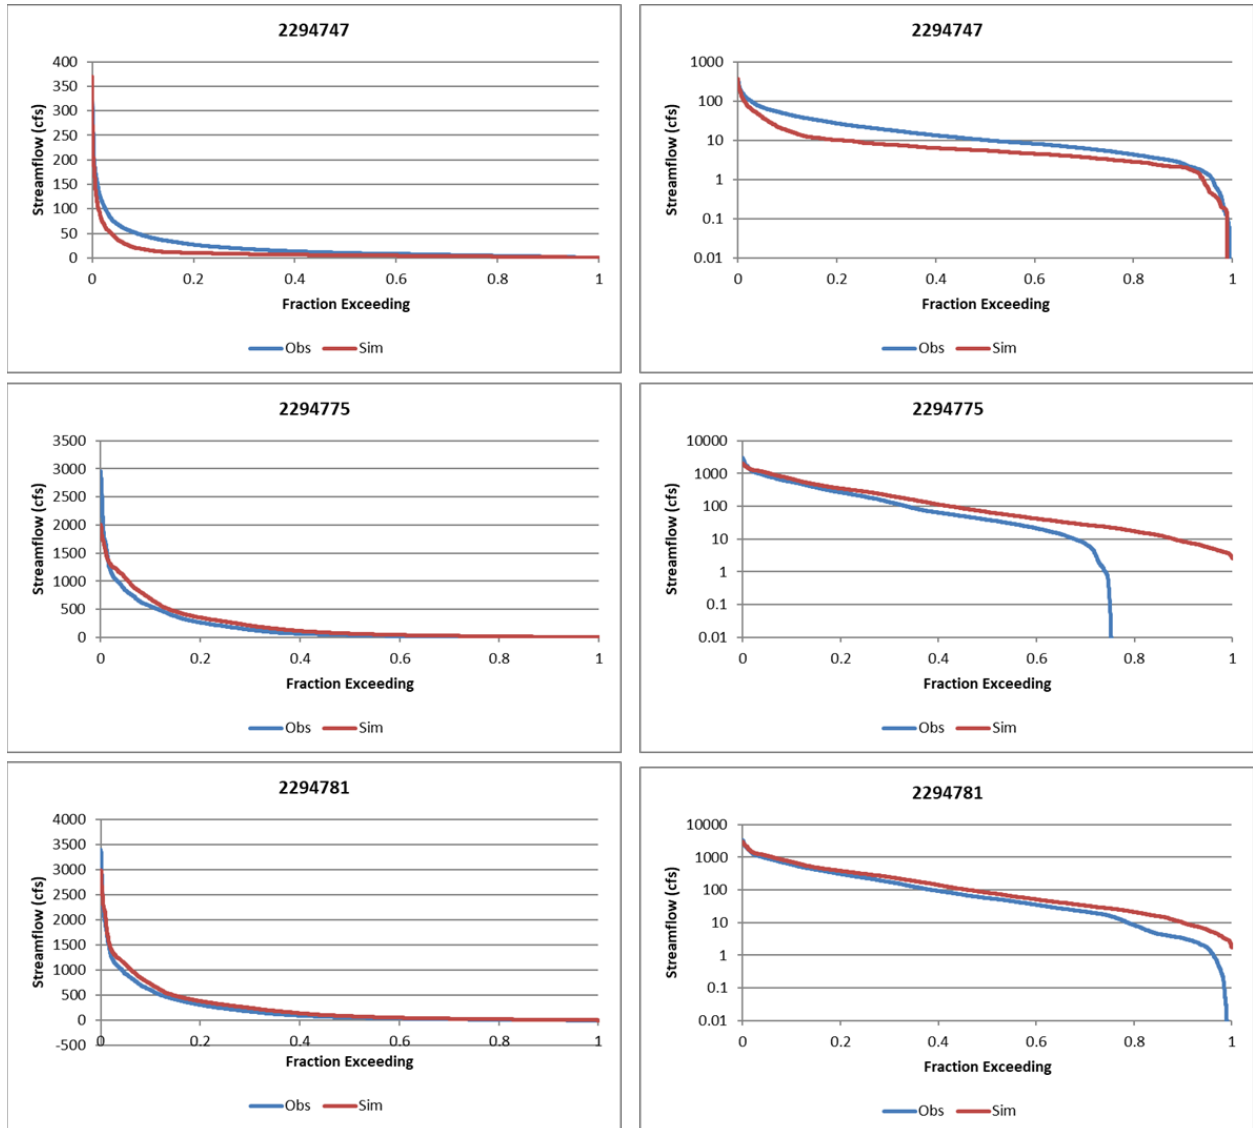 2294747
400
350
300
250
200
150
100
50
0
Streamflow (cfs)
0 0.2 0.4 0.6 0.8 1
Fraction Exceeding
Obs Sim
2294747
1000
100
10
1
0.1
0.01
Streamflow (cfs)
0 0.2 0.4 0.6 0.8 1
Fraction Exceeding
Obs Sim
2294775
3500
3000
2500
2000
1500
1000
500
0
Streamflow (cfs)
0 0.2 0.4 0.6 0.8 1
Fraction Exceeding
Obs Sim
2294775
10000
1000
100
10
1
0.1
0.01
Streamflow (cfs)
0 0.2 0.4 0.6 0.8 1
Fraction Exceeding
Obs Sim
2294781
4000
3500
3000
2500
2000
1500
1000
500
0
-500
Streamflow (cfs)
0 0.2 0.4 0.6 0.8 1
Fraction Exceeding
Obs Sim
2294781
10000
1000
100
10
1
0.1
0.01
Streamflow (cfs)
0 0.2 0.4 0.6 0.8 1
Fraction Exceeding
Obs Sim